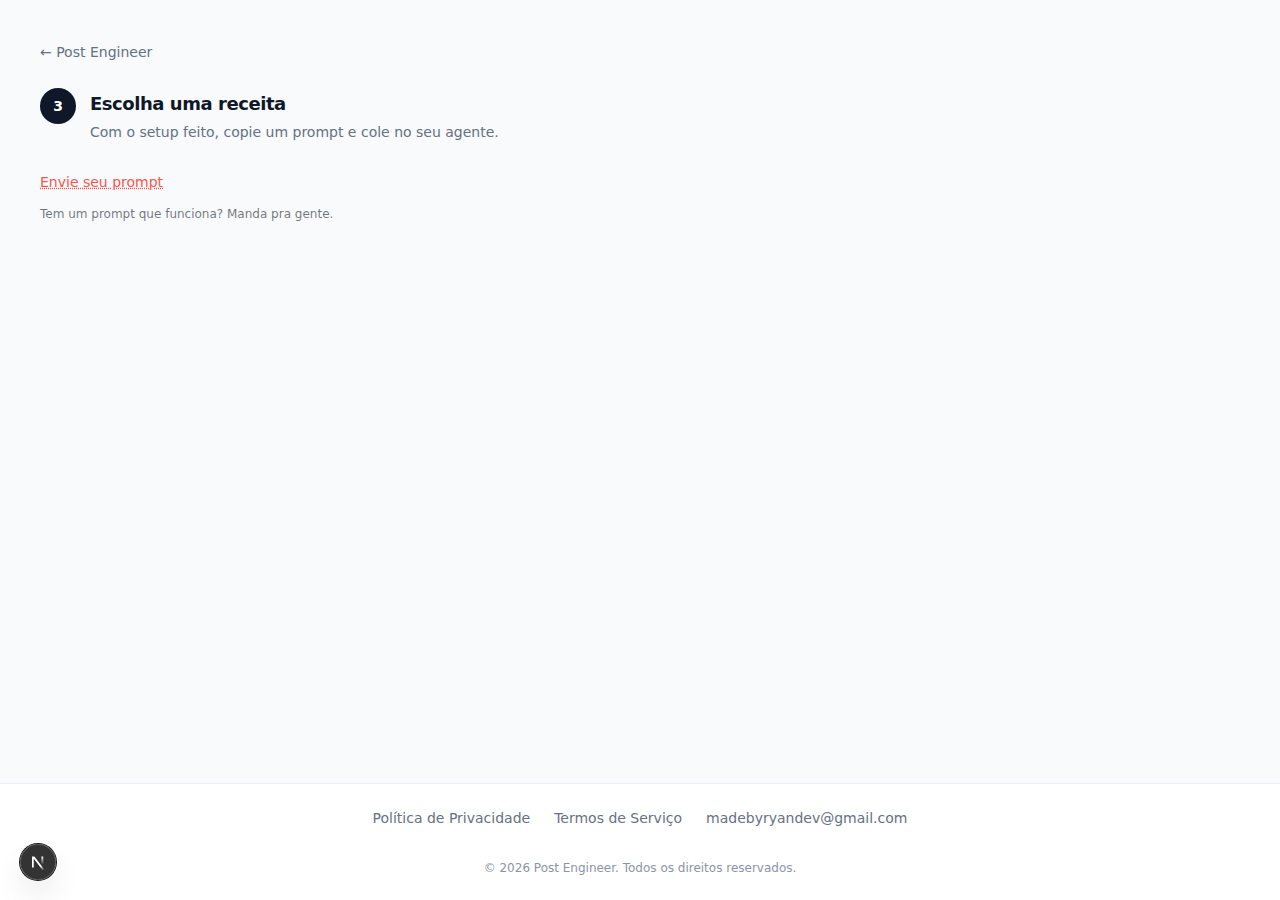 ← Post Engineer
3
Escolha uma receita
Com o setup feito, copie um prompt e cole no seu agente.
Envie seu prompt
Tem um prompt que funciona? Manda pra gente.
Política de Privacidade Termos de Serviço madebyryandev@gmail.com
N
© 2026 Post Engineer. Todos os direitos reservados.